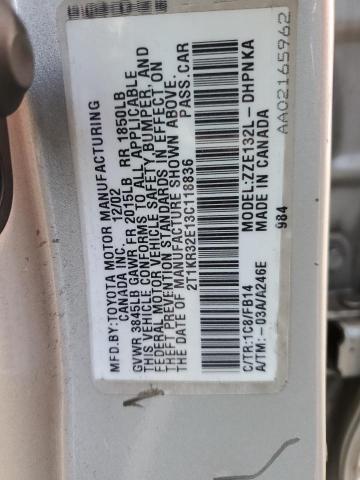 MFD.BY:TOYOTA MOTOR MANUFACTURING
CANADA INC. 12/02
GVWR 3845LB GAWR FR 2015LB RR 1850LB
THIS VEHICLE CONFORMS TO ALL APPLICABLE
FEDERAL MOTOR VEHICLE SAFETY,BUMPER, AND
THEFT PREVENTION STANDARDS IN EFFECT ON
THE DATE OF MANUFACTURE SHOWN ABOVE.
2T1KR32E13C118836 PASS.CAR
C/TR:1C8/FB14 MODEL:ZZE132L-DHPNKA
A/TM:-03A/A246E MADE IN CANADA
984 AA02165962